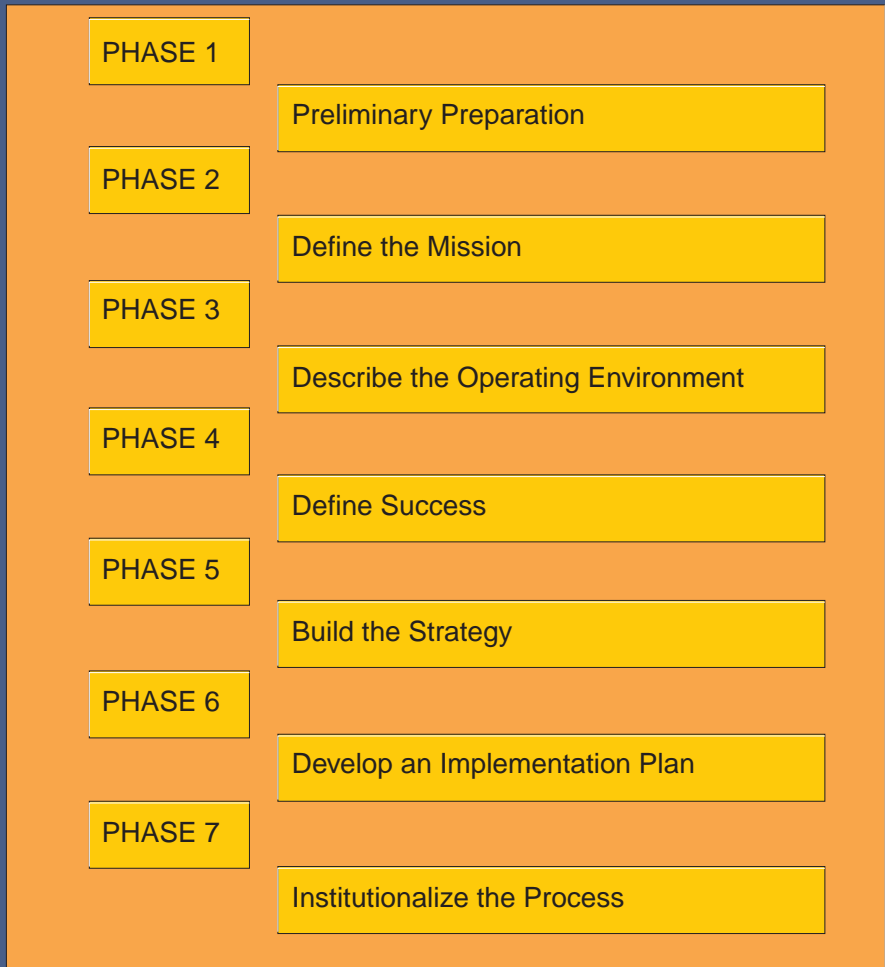 PHASE 1
Preliminary Preparation
PHASE 2
Define the Mission
PHASE 3
Describe the Operating Environment
PHASE 4
Define Success
PHASE 5
Build the Strategy
PHASE 6
Develop an Implementation Plan
PHASE 7
Institutionalize the Process